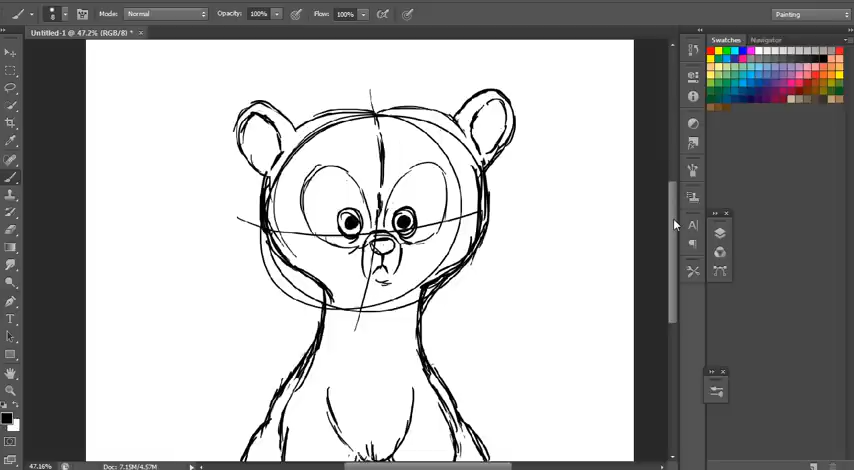 8 Mode: Normal Opacity: 100% Flow: 100% Painting
Untitled-1 @ 47.2% (RGB/8) * ×
Swatches Navigator
47.16% Doc: 7.15M/4.57M